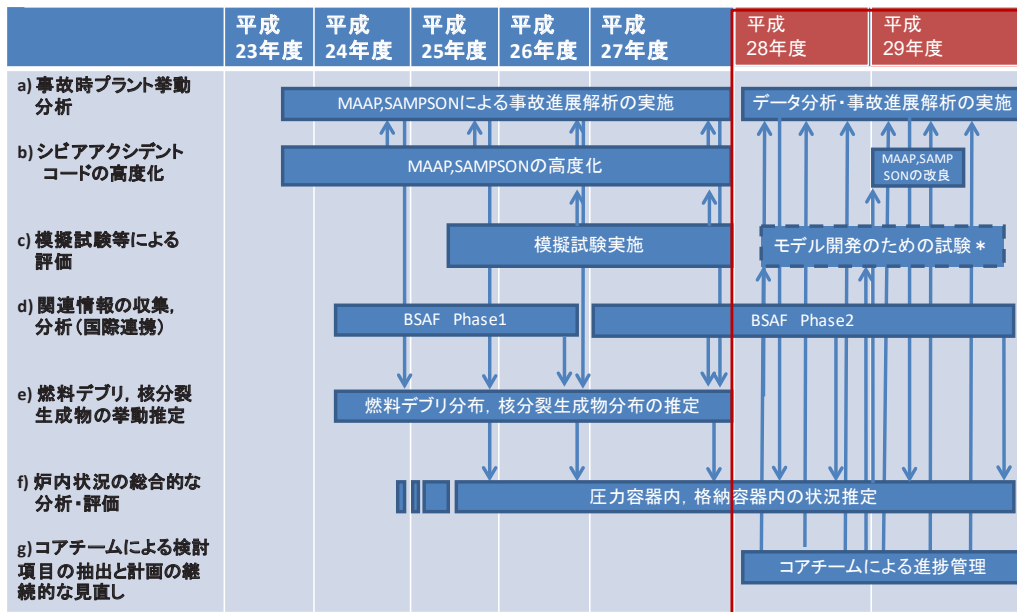 平成
23年度
平成
24年度
平成
25年度
平成
26年度
平成
27年度
平成
28年度
平成
29年度
a) 事故時プラント挙動
分析
MAAP,SAMPSONによる事故進展解析の実施
データ分析・事故進展解析の実施
b) シビアアクシデント
コードの高度化
MAAP,SAMPSONの高度化
MAAP,SAMP
SONの改良
c) 模擬試験等による
評価
模擬試験実施
モデル開発のための試験*
d) 関連情報の収集,
分析(国際連携)
BSAF Phase1
BSAF Phase2
e) 燃料デブリ,核分裂
生成物の挙動推定
燃料デブリ分布,核分裂生成物分布の推定
f) 炉内状況の総合的な
分析・評価
圧力容器内,格納容器内の状況推定
g) コアチームによる検討
項目の抽出と計画の継
続的な見直し
コアチームによる進捗管理